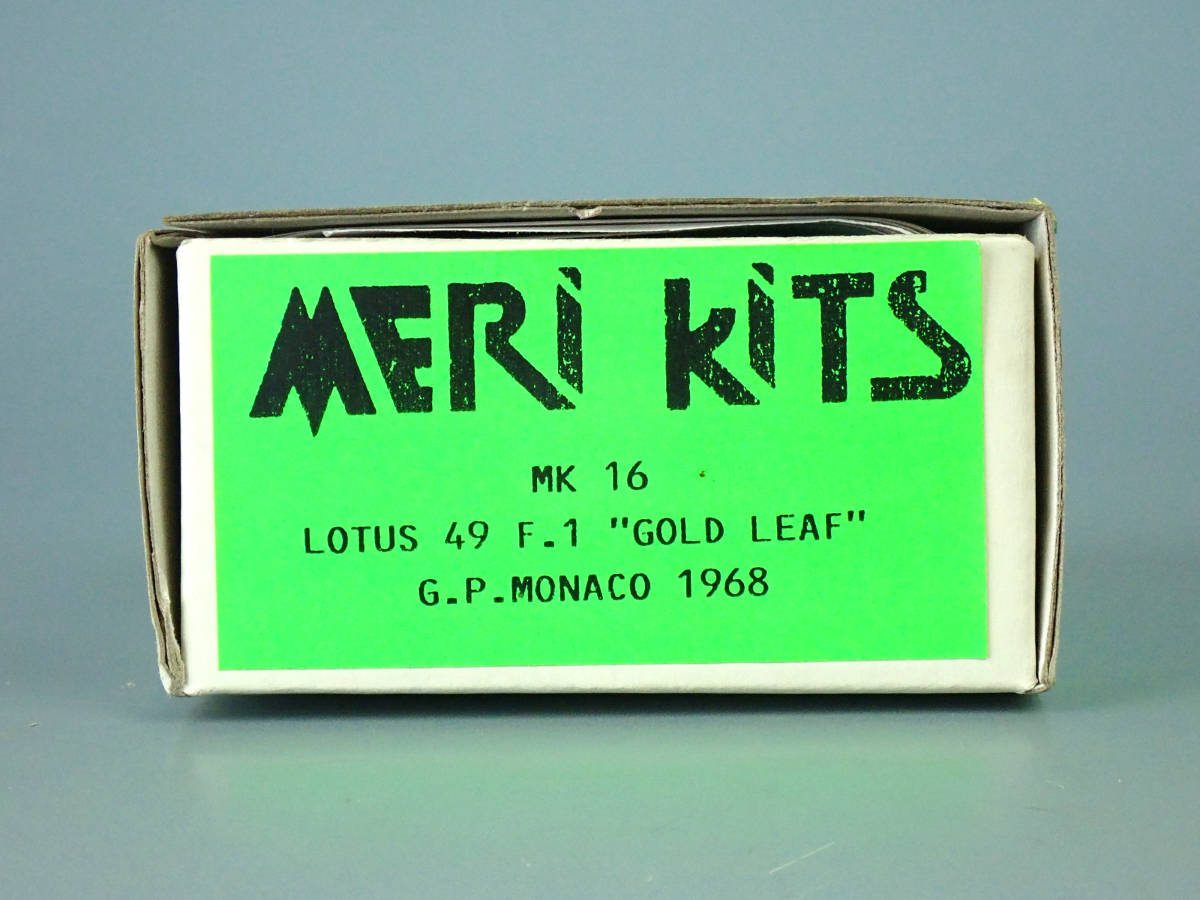 MERi KiTS
MK 16
LOTUS 49 F.1 "GOLD LEAF"
G.P.MONACO 1968